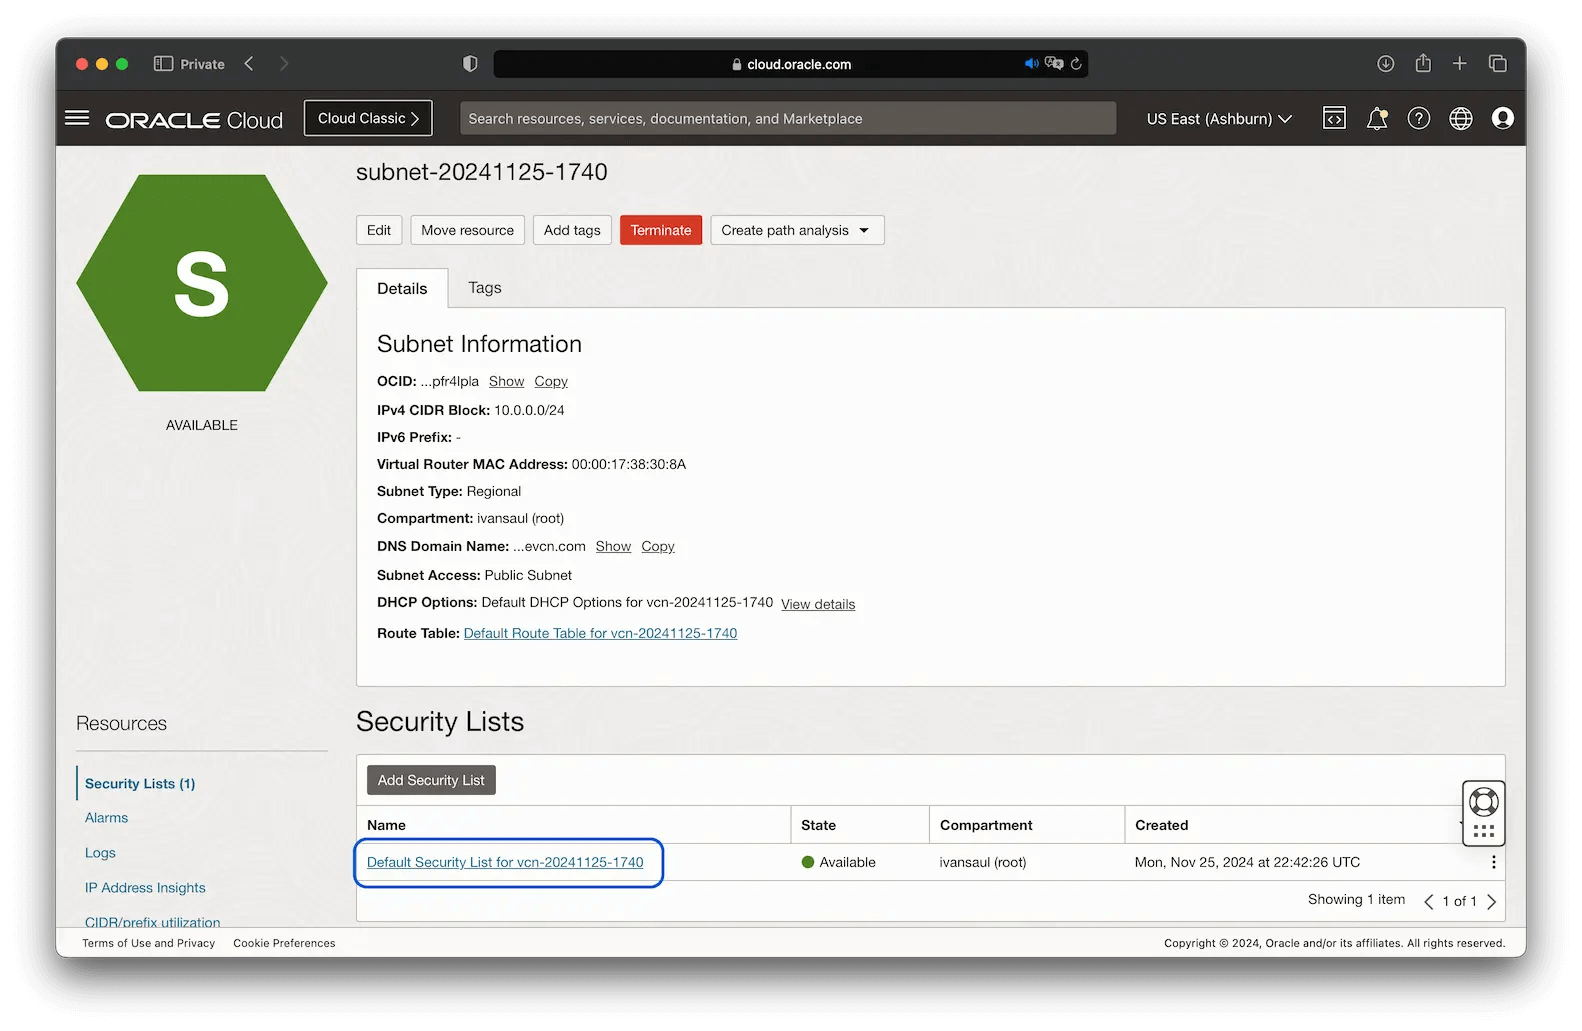 Private
cloud.oracle.com
ORACLE Cloud
Cloud Classic
Search resources, services, documentation, and Marketplace
US East (Ashburn)
S
AVAILABLE
subnet-20241125-1740
Edit
Move resource
Add tags
Terminate
Create path analysis
Details
Tags
Subnet Information
OCID: ...pfr4lpla Show Copy
IPv4 CIDR Block: 10.0.0.0/24
IPv6 Prefix: -
Virtual Router MAC Address: 00:00:17:38:30:8A
Subnet Type: Regional
Compartment: ivansaul (root)
DNS Domain Name: ...evcn.com Show Copy
Subnet Access: Public Subnet
DHCP Options: Default DHCP Options for vcn-20241125-1740 View details
Route Table: Default Route Table for vcn-20241125-1740
Resources
Security Lists (1)
Alarms
Logs
IP Address Insights
CIDR/prefix utilization
Security Lists
Add Security List
Name State Compartment Created
Default Security List for vcn-20241125-1740 Available ivansaul (root) Mon, Nov 25, 2024 at 22:42:26 UTC
Showing 1 item 1 of 1
Terms of Use and Privacy Cookie Preferences Copyright © 2024, Oracle and/or its affiliates. All rights reserved.